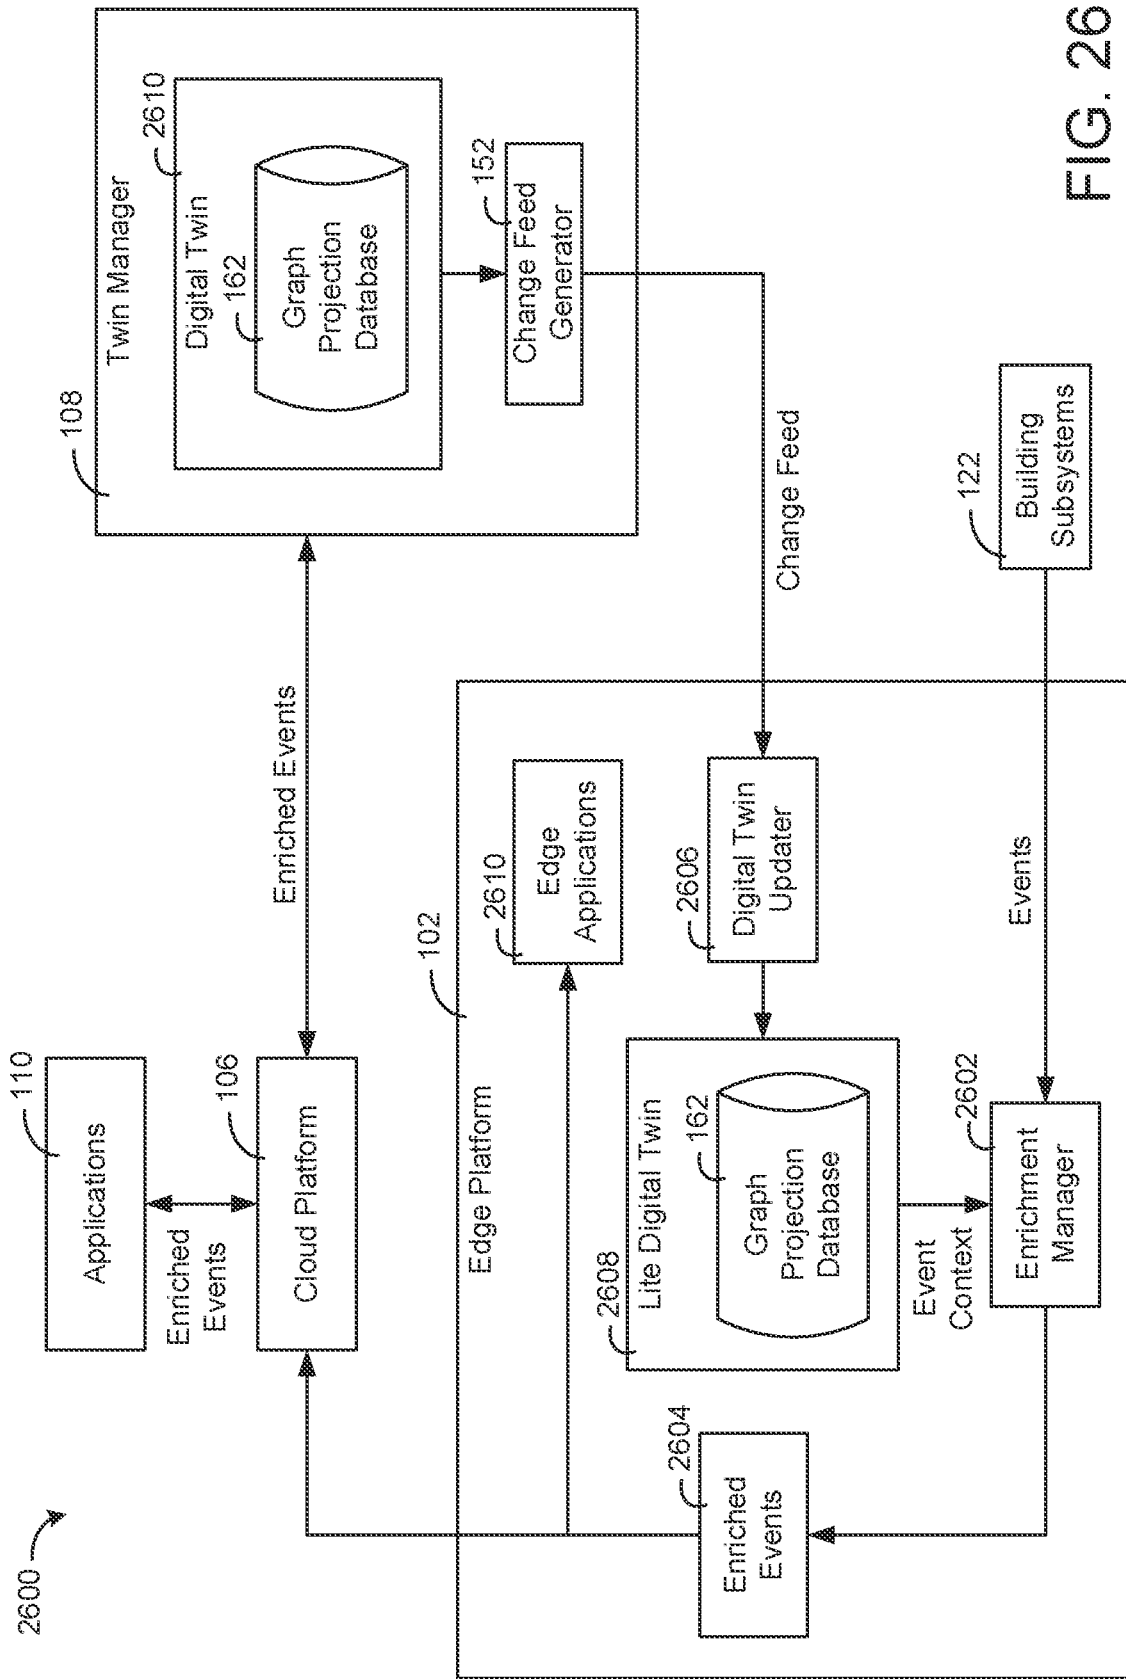 2600
Applications
110
Enriched
Events
Cloud Platform
106
Enriched Events
108
Twin Manager
Digital Twin
2610
162
Graph
Projection
Database
Change Feed
Generator
152
Change Feed
Edge Platform
102
Edge
Applications
2610
Enriched
Events
2604
Lite Digital Twin
2608
Graph
Projection
Database
162
Digital Twin
Updater
2606
Event
Context
Enrichment
Manager
2602
Events
Building
Subsystems
122
FIG. 26